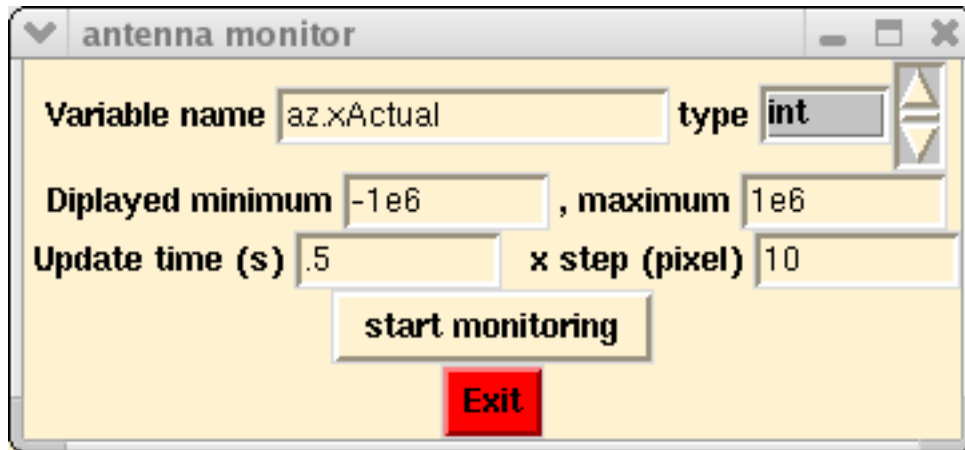 antenna monitor
Variable name az.xActual type int
Diplayed minimum -1e6 , maximum 1e6
Update time (s) .5 x step (pixel) 10
start monitoring
Exit